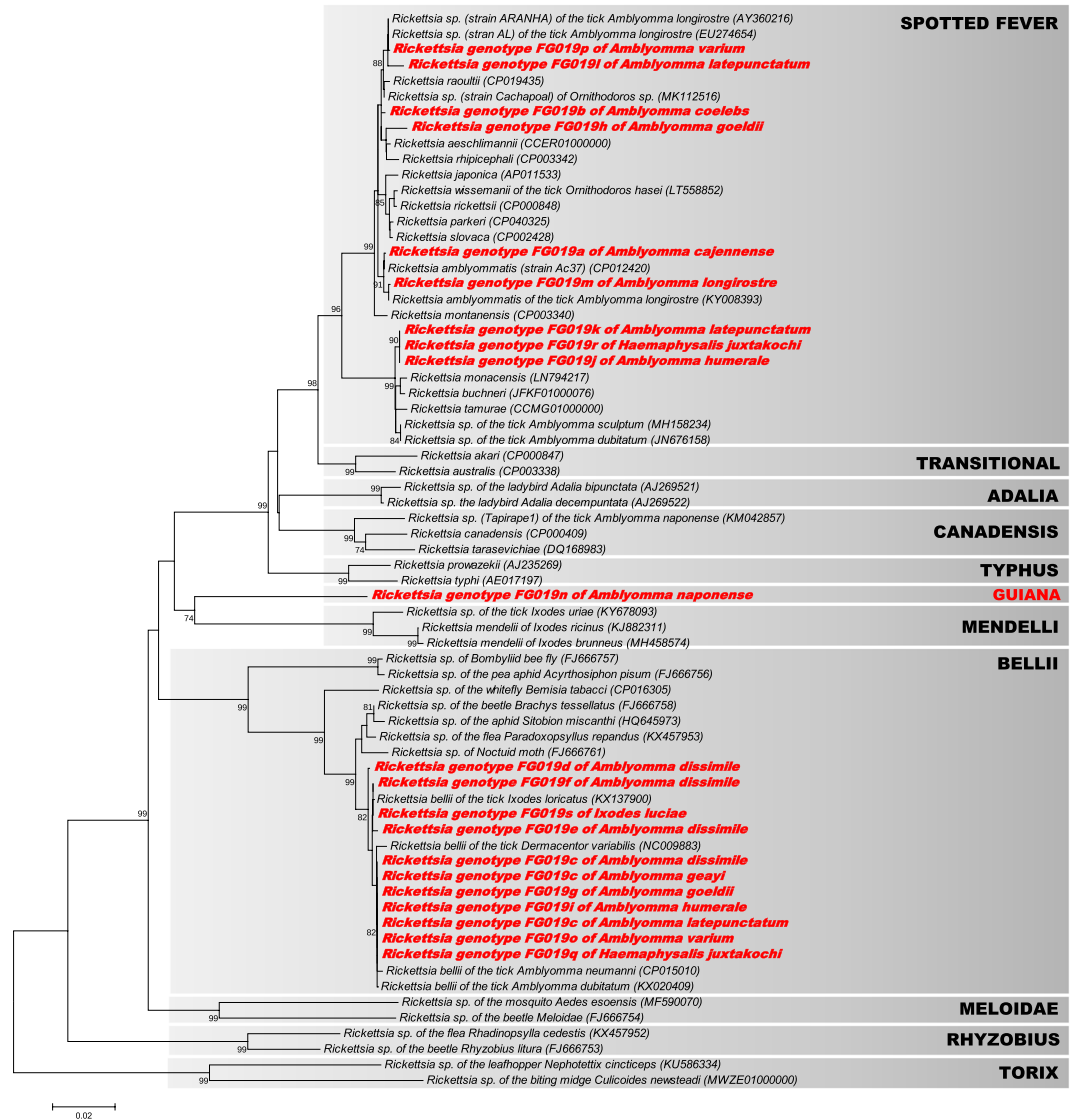 SPOTTED FEVER
Rickettsia sp. (strain ARANHA) of the tick Amblyomma longirostre (AY360216)
Rickettsia sp. (stran AL) of the tick Amblyomma longirostre (EU274654)
Rickettsia genotype FG019p of Amblyomma varium
88
Rickettsia genotype FG019l of Amblyomma latepunctatum
Rickettsia raoultii (CP019435)
Rickettsia sp. (strain Cachapoal) of Ornithodoros sp. (MK112516)
Rickettsia genotype FG019b of Amblyomma coelebs
Rickettsia genotype FG019h of Amblyomma goeldii
Rickettsia aeschlimannii (CCER01000000)
Rickettsia rhipicephali (CP003342)
Rickettsia japonica (AP011533)
Rickettsia wissemanii of the tick Ornithodoros hasei (LT558852)
85
Rickettsia rickettsii (CP000848)
Rickettsia parkeri (CP040325)
Rickettsia slovaca (CP002428)
99
Rickettsia genotype FG019a of Amblyomma cajennense
Rickettsia amblyommatis (strain Ac37) (CP012420)
91
Rickettsia genotype FG019m of Amblyomma longirostre
Rickettsia amblyommatis of the tick Amblyomma longirostre (KY008393)
96
Rickettsia montanensis (CP003340)
Rickettsia genotype FG019k of Amblyomma latepunctatum
90
Rickettsia genotype FG019r of Haemaphysalis juxtakochi
Rickettsia genotype FG019j of Amblyomma humerale
Rickettsia monacensis (LN794217)
98
99
Rickettsia buchneri (JFKF01000076)
Rickettsia tamurae (CCMG01000000)
Rickettsia sp. of the tick Amblyomma sculptum (MH158234)
84
Rickettsia sp. of the tick Amblyomma dubitatum (JN676158)
Rickettsia akari (CP000847)
TRANSITIONAL
99
Rickettsia australis (CP003338)
99
Rickettsia sp. of the ladybird Adalia bipunctata (AJ269521)
ADALIA
Rickettsia sp. the ladybird Adalia decempuntata (AJ269522)
99
Rickettsia sp. (Tapirape1) of the tick Amblyomma naponense (KM042857)
CANADENSIS
99
Rickettsia canadensis (CP000409)
74
Rickettsia tarasevichiae (DQ168983)
Rickettsia prowazekii (AJ235269)
TYPHUS
99
Rickettsia typhi (AE017197)
Rickettsia genotype FG019n of Amblyomma naponense
GUIANA
74
Rickettsia sp. of the tick Ixodes uriae (KY678093)
MENDELLI
99
Rickettsia mendelii of Ixodes ricinus (KJ882311)
99
Rickettsia mendelii of Ixodes brunneus (MH458574)
BELLII
99
Rickettsia sp. of Bombyliid bee fly (FJ666757)
Rickettsia sp. of the pea aphid Acyrthosiphon pisum (FJ666756)
Rickettsia sp. of the whitefly Bemisia tabacci (CP016305)
99
81
Rickettsia sp. of the beetle Brachys tessellatus (FJ666758)
Rickettsia sp. of the aphid Sitobion miscanthi (HQ645973)
99
Rickettsia sp. of the flea Paradoxopsyllus repandus (KX457953)
Rickettsia sp. of Noctuid moth (FJ666761)
Rickettsia genotype FG019d of Amblyomma dissimile
99
Rickettsia genotype FG019f of Amblyomma dissimile
Rickettsia bellii of the tick Ixodes loricatus (KX137900)
99
82
Rickettsia genotype FG019s of Ixodes luciae
Rickettsia genotype FG019e of Amblyomma dissimile
Rickettsia bellii of the tick Dermacentor variabilis (NC009883)
Rickettsia genotype FG019c of Amblyomma dissimile
Rickettsia genotype FG019c of Amblyomma geayi
Rickettsia genotype FG019g of Amblyomma goeldii
Rickettsia genotype FG019i of Amblyomma humerale
Rickettsia genotype FG019c of Amblyomma latepunctatum
82
Rickettsia genotype FG019o of Amblyomma varium
Rickettsia genotype FG019q of Haemaphysalis juxtakochi
Rickettsia bellii of the tick Amblyomma neumanni (CP015010)
Rickettsia bellii of the tick Amblyomma dubitatum (KX020409)
Rickettsia sp. of the mosquito Aedes esoensis (MF590070)
MELOIDAE
99
Rickettsia sp. of the beetle Meloidae (FJ666754)
Rickettsia sp. of the flea Rhadinopsylla cedestis (KX457952)
RHYZOBIUS
99
Rickettsia sp. of the beetle Rhyzobius litura (FJ666753)
Rickettsia sp. of the leafhopper Nephotettix cincticeps (KU586334)
TORIX
99
Rickettsia sp. of the biting midge Culicoides newsteadi (MWZE01000000)
0.02